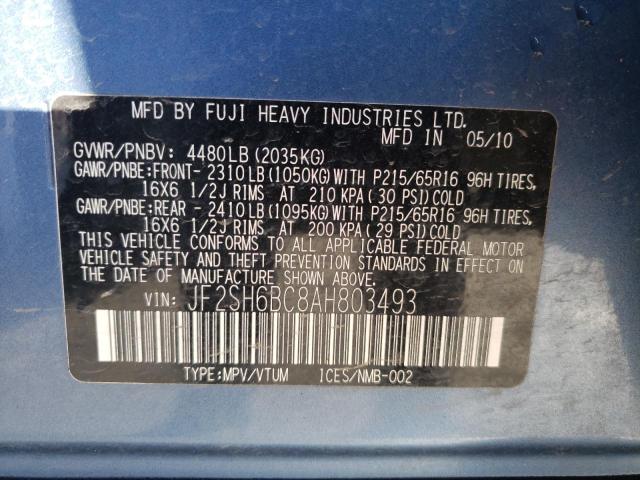 MFD BY FUJI HEAVY INDUSTRIES LTD.
MFD IN 05/10
GVWR/PNBV: 4480LB (2035KG)
GAWR/PNBE:FRONT- 2310 LB (1050KG) WITH P215/65R16 96H TIRES,
16X6 1/2J RIMS AT 210 KPA ( 30 PSI) COLD
GAWR/PNBE:REAR - 2410 LB (1095KG) WITH P215/65R16 96H TIRES,
16X6 1/2J RIMS AT 200 KPA ( 29 PSI) COLD
THIS VEHICLE CONFORMS TO ALL APPLICABLE FEDERAL MOTOR
VEHICLE SAFETY AND THEFT PREVENTION STANDARDS IN EFFECT ON
THE DATE OF MANUFACTURE SHOWN ABOVE.
VIN: JF2SH6BC8AH803493
TYPE:MPV/VTUM ICES/NMB-002